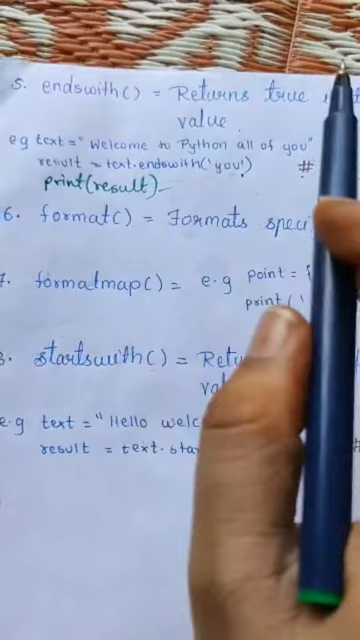 5. endswith() = Returns true
value.
eg text = " Welcome to Python all of you"
result = text.endswith('you') #
print(result)
6. format() = Formats speci
7. formatmap() = e.g point = {
print('
8. startswith() = Retu
va
e.g text = "Hello welc
result = text.sta